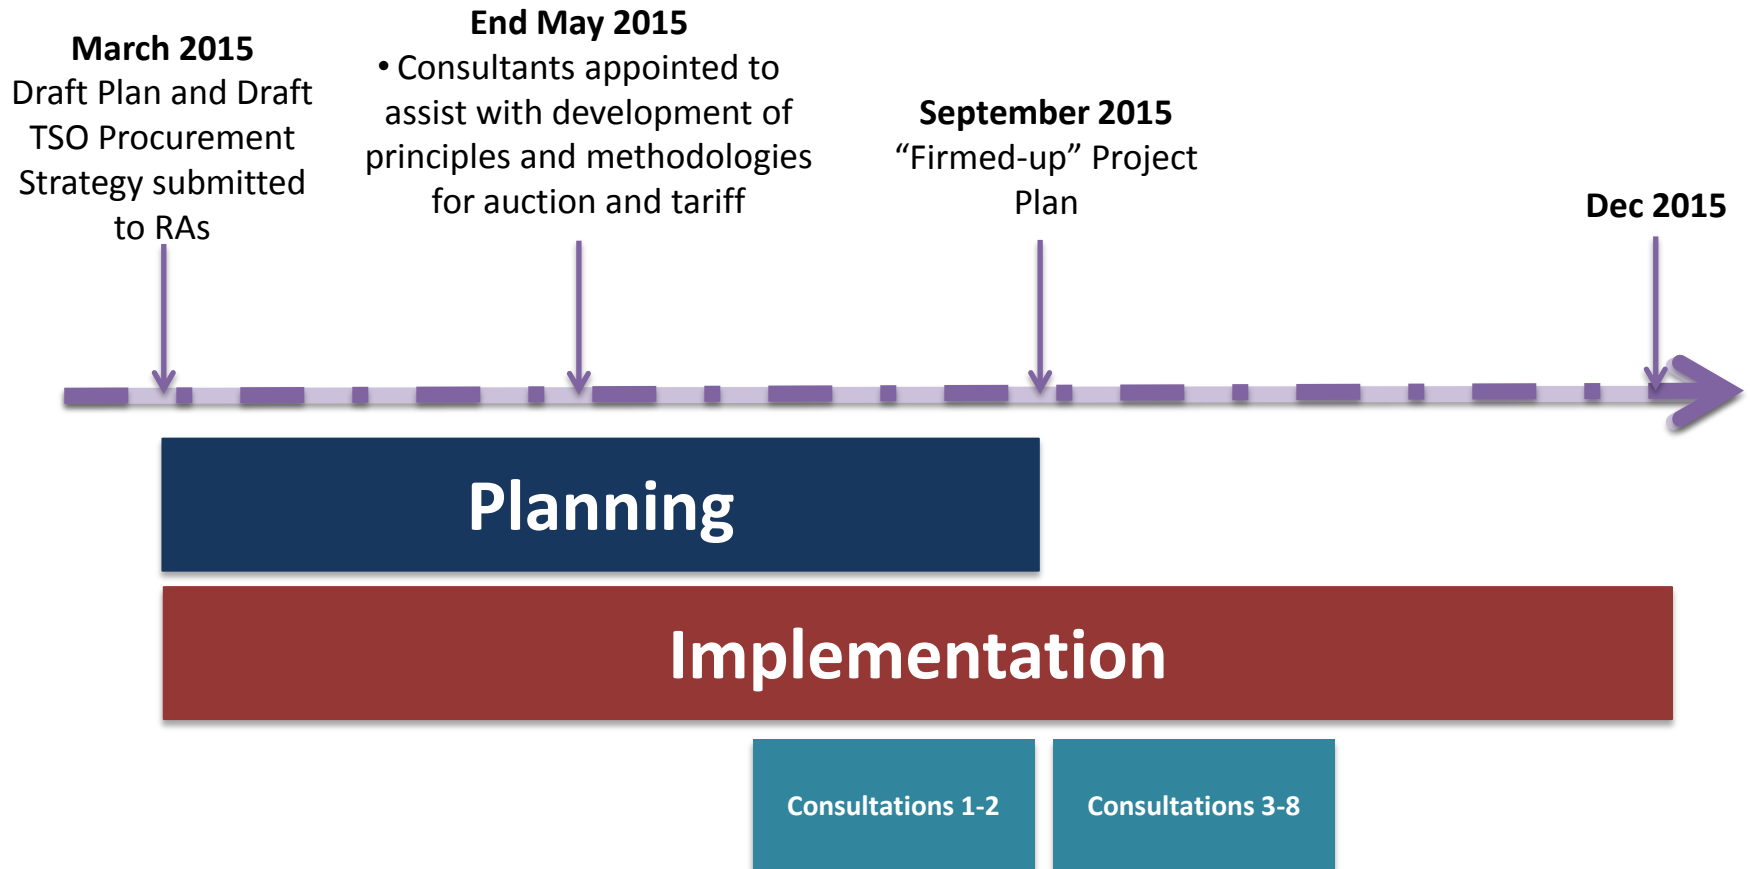 March 2015
Draft Plan and Draft
TSO Procurement
Strategy submitted
to RAs
End May 2015
• Consultants appointed to
assist with development of
principles and methodologies
for auction and tariff
September 2015
“Firmed-up” Project
Plan
Dec 2015
Planning
Implementation
Consultations 1-2
Consultations 3-8